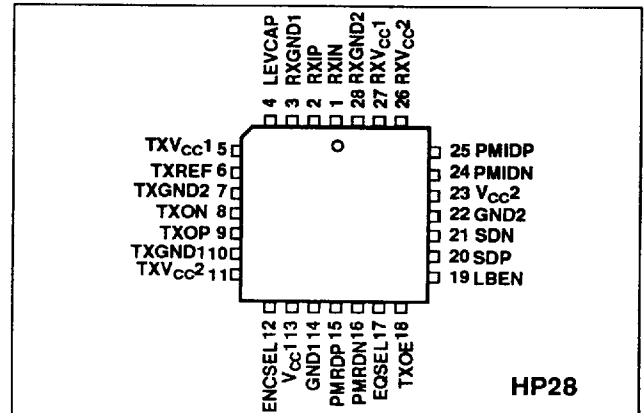 4 LEVCAP
3 RXGND1
2 RXIP
1 RXIN
28 RXGND2
27 RXVCC1
26 RXVCC2
TXVCC1 5
TXREF 6
TXGND2 7
TXON 8
TXOP 9
TXGND1 10
TXVCC2 11
25 PMIDP
24 PMIDN
23 VCC2
22 GND2
21 SDN
20 SDP
19 LBEN
ENCSEL 12
VCC1 13
GND1 14
PMRDP 15
PMRDN 16
EQSEL 17
TXOE 18
HP28